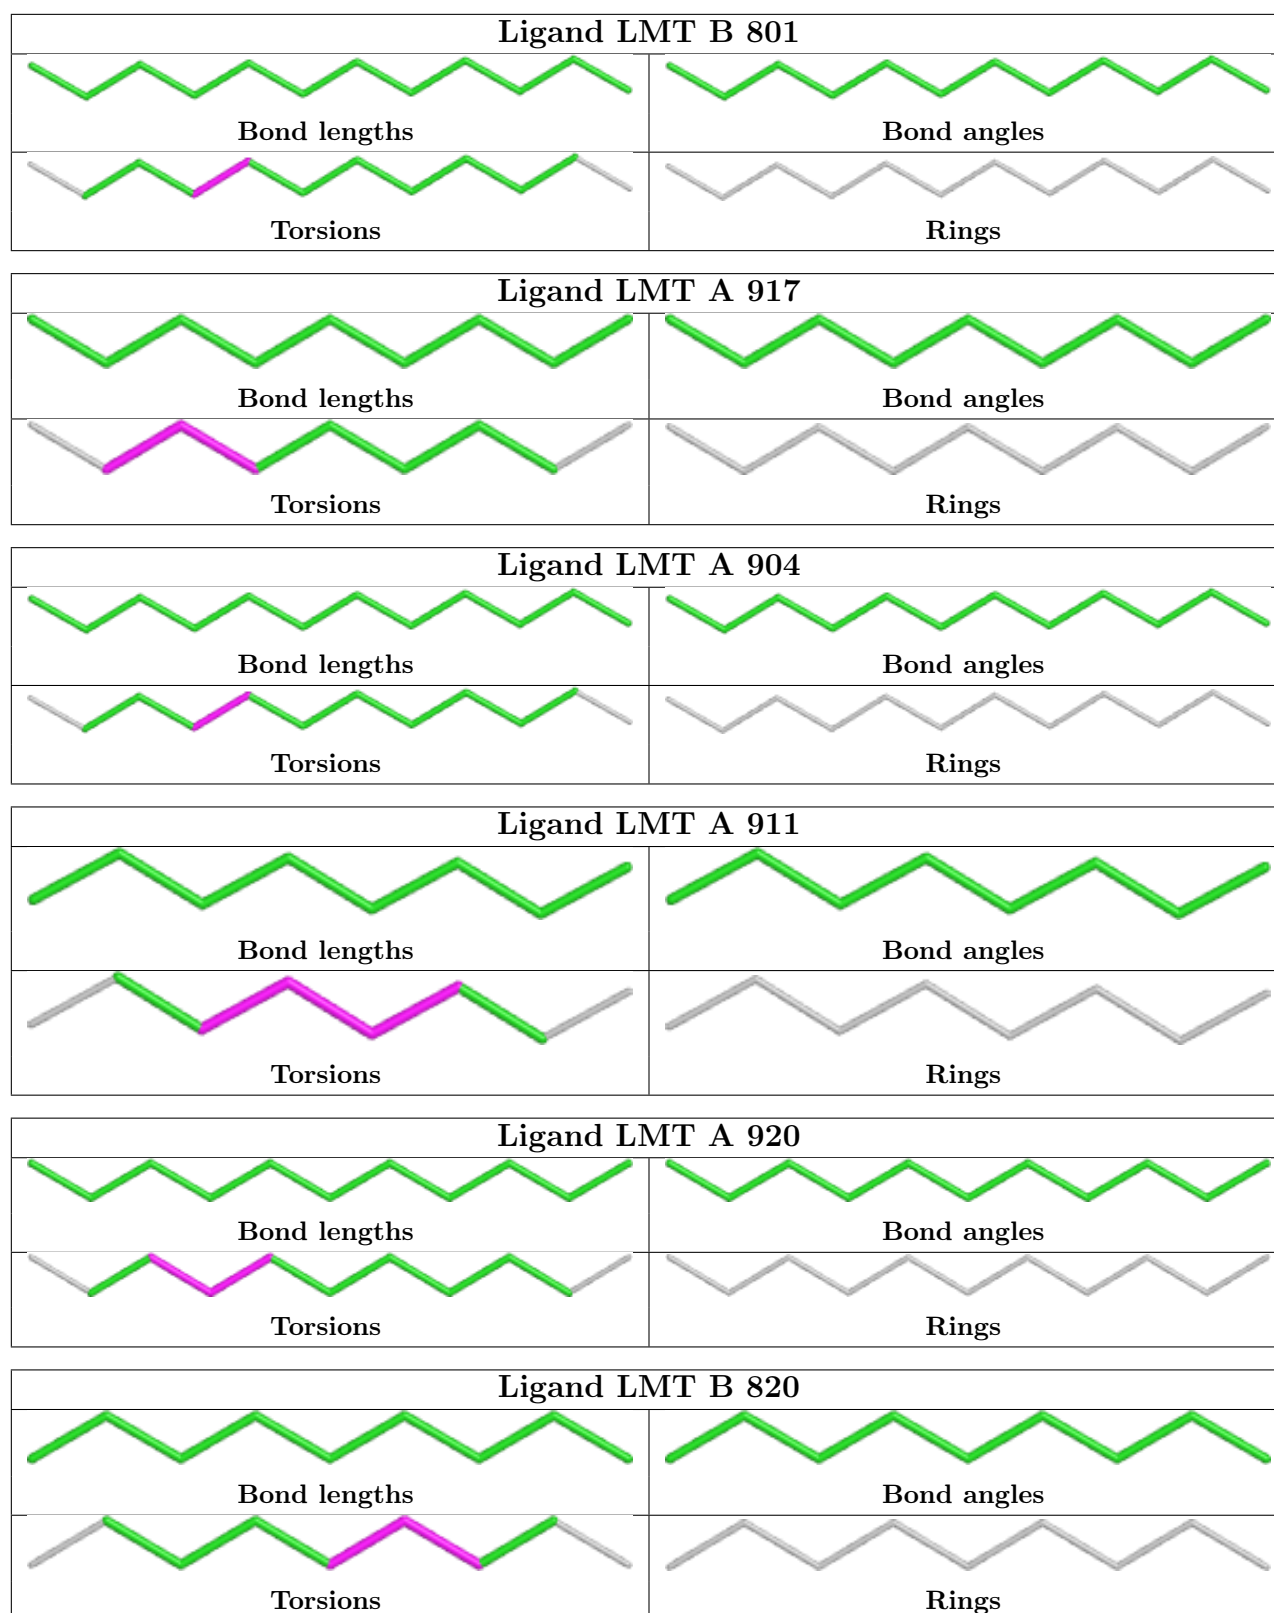 Ligand LMT B 801
Bond lengths Bond angles
Torsions Rings
Ligand LMT A 917
Bond lengths Bond angles
Torsions Rings
Ligand LMT A 904
Bond lengths Bond angles
Torsions Rings
Ligand LMT A 911
Bond lengths Bond angles
Torsions Rings
Ligand LMT A 920
Bond lengths Bond angles
Torsions Rings
Ligand LMT B 820
Bond lengths Bond angles
Torsions Rings